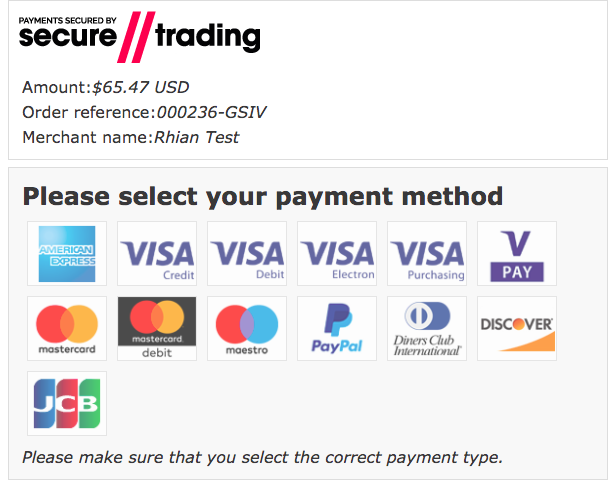 PAYMENTS SECURED BY
secure//trading
Amount:$65.47 USD
Order reference:000236-GSIV
Merchant name:Rhian Test
Please select your payment method
AMERICAN
EXPRESS
VISA
Credit
VISA
Debit
VISA
Electron
VISA
Purchasing
V
PAY
mastercard
mastercard
debit
maestro
PayPal
Diners Club
International®
DISCOVER
JCB
Please make sure that you select the correct payment type.